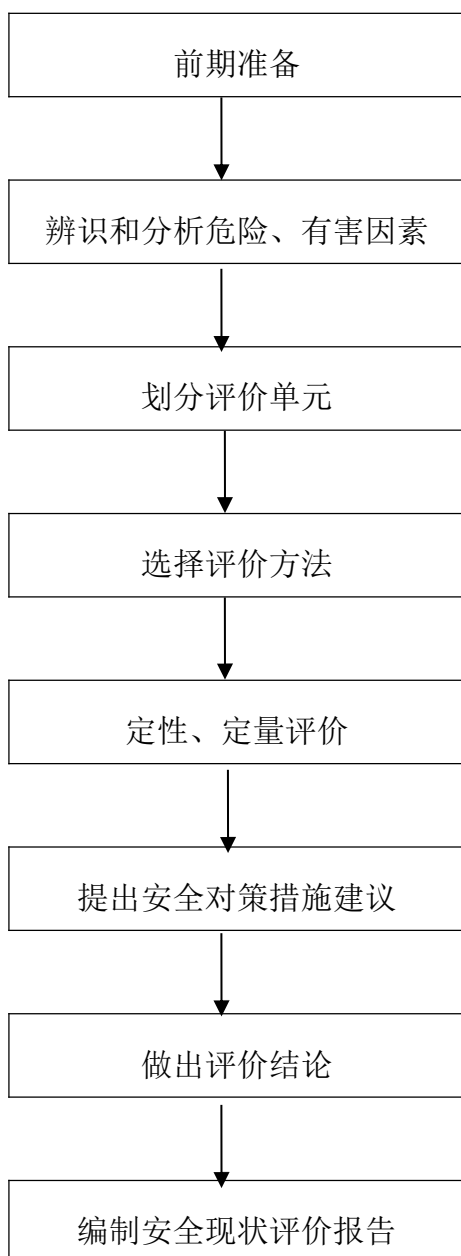 前期准备
辨识和分析危险、有害因素
划分评价单元
选择评价方法
定性、定量评价
提出安全对策措施建议
做出评价结论
编制安全现状评价报告